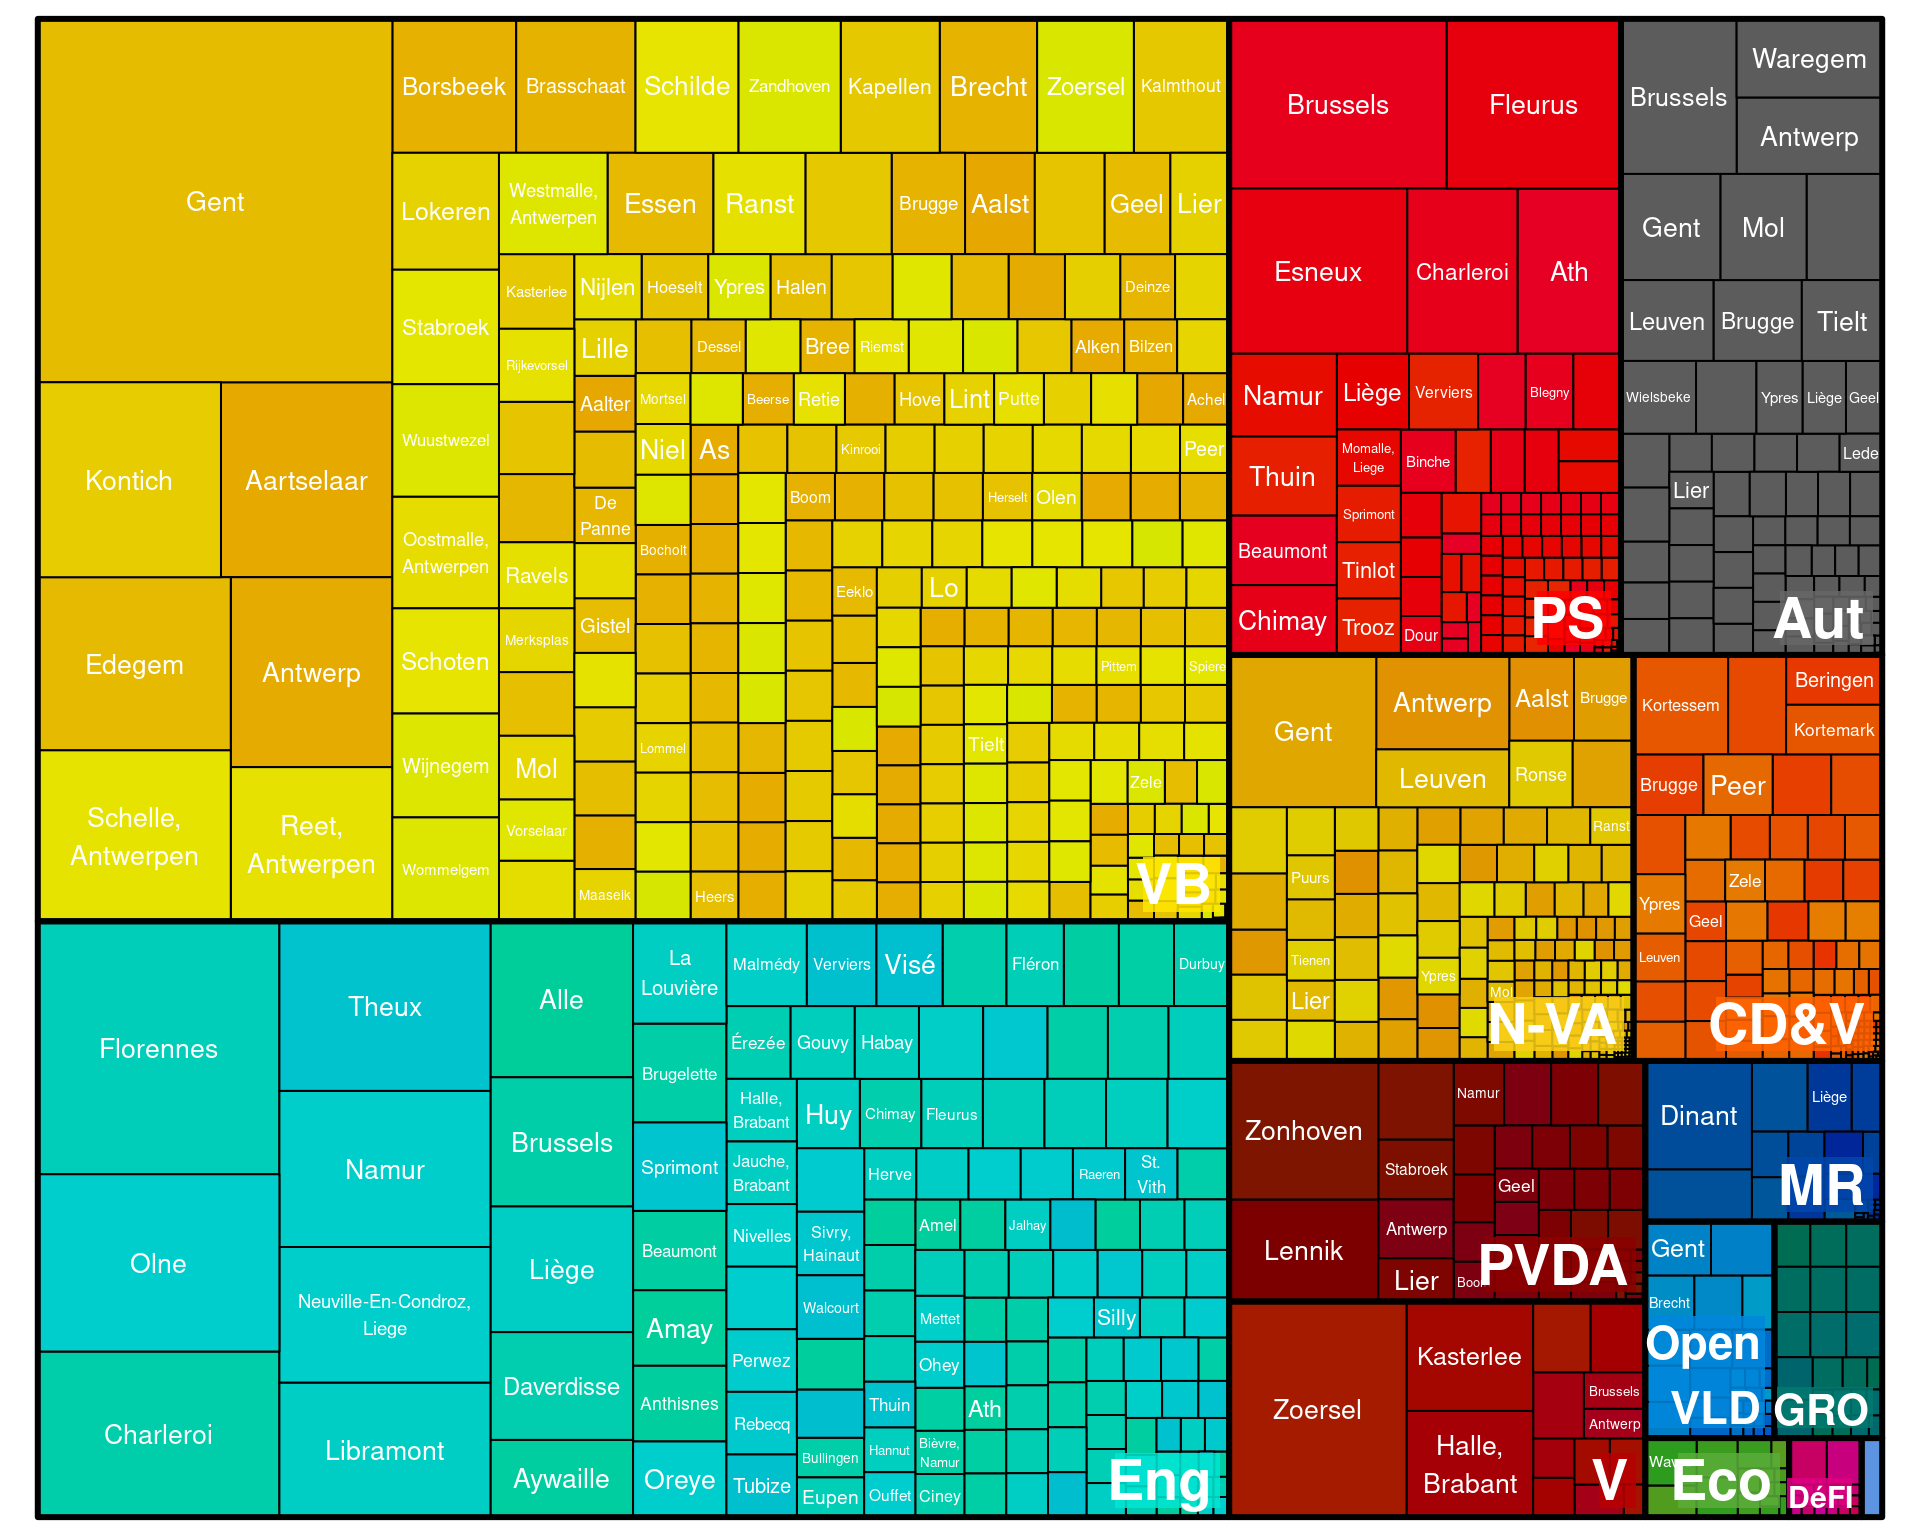 Gent
Borsbeek
Brasschaat
Schilde
Zandhoven
Kapellen
Brecht
Zoersel
Kalmthout
Lokeren
Westmalle,
Antwerpen
Essen
Ranst
Brugge
Aalst
Geel
Lier
Stabroek
Kasterlee
Nijlen
Hoeselt
Ypres
Halen
Deinze
Rijkevorsel
Lille
Dessel
Bree
Riemst
Alken
Bilzen
Kontich
Aartselaar
Wuustwezel
Aalter
Mortsel
Beerse
Retie
Hove
Lint
Putte
Achel
Niel
As
Kinrooi
Peer
Oostmalle,
Antwerpen
De
Panne
Boom
Herselt
Olen
Ravels
Bocholt
Eeklo
Lo
Edegem
Antwerp
Schoten
Merksplas
Gistel
Pittem
Spiere
Wijnegem
Mol
Lommel
Tielt
Zele
Schelle,
Antwerpen
Reet,
Antwerpen
Wommelgem
Vorselaar
Maaseik
Heers
VB
Brussels
Fleurus
Esneux
Charleroi
Ath
Namur
Liège
Verviers
Blegny
Thuin
Momalle,
Liege
Binche
Sprimont
Beaumont
Tinlot
Chimay
Trooz
Dour
PS
Brussels
Waregem
Antwerp
Gent
Mol
Leuven
Brugge
Tielt
Wielsbeke
Ypres
Liège
Geel
Lede
Lier
Aut
Gent
Antwerp
Aalst
Brugge
Leuven
Ronse
Ranst
Puurs
Tienen
Ypres
Lier
Mol
N-VA
Kortessem
Beringen
Kortemark
Brugge
Peer
Zele
Ypres
Geel
Leuven
CD&V
Florennes
Theux
Alle
La
Louvière
Malmédy
Verviers
Visé
Fléron
Durbuy
Érezée
Gouvy
Habay
Brugelette
Halle,
Brabant
Huy
Chimay
Fleurus
Namur
Brussels
Sprimont
Jauche,
Brabant
Herve
Raeren
St.
Vith
Olne
Neuville-En-Condroz,
Liege
Liège
Beaumont
Nivelles
Sivry,
Hainaut
Amel
Jalhay
Amay
Walcourt
Mettet
Silly
Daverdisse
Perwez
Ohey
Charleroi
Libramont
Anthisnes
Rebecq
Thuin
Ath
Aywaille
Oreye
Tubize
Bullingen
Hannut
Bièvre,
Namur
Eupen
Ouffet
Ciney
Eng
Zonhoven
Namur
Stabroek
Geel
Lennik
Antwerp
Lier
PVDA
Dinant
Liège
MR
Gent
Brecht
Open
VLD
GRO
Zoersel
Kasterlee
Brussels
Antwerp
Halle,
Brabant
V
Eco
DéFI